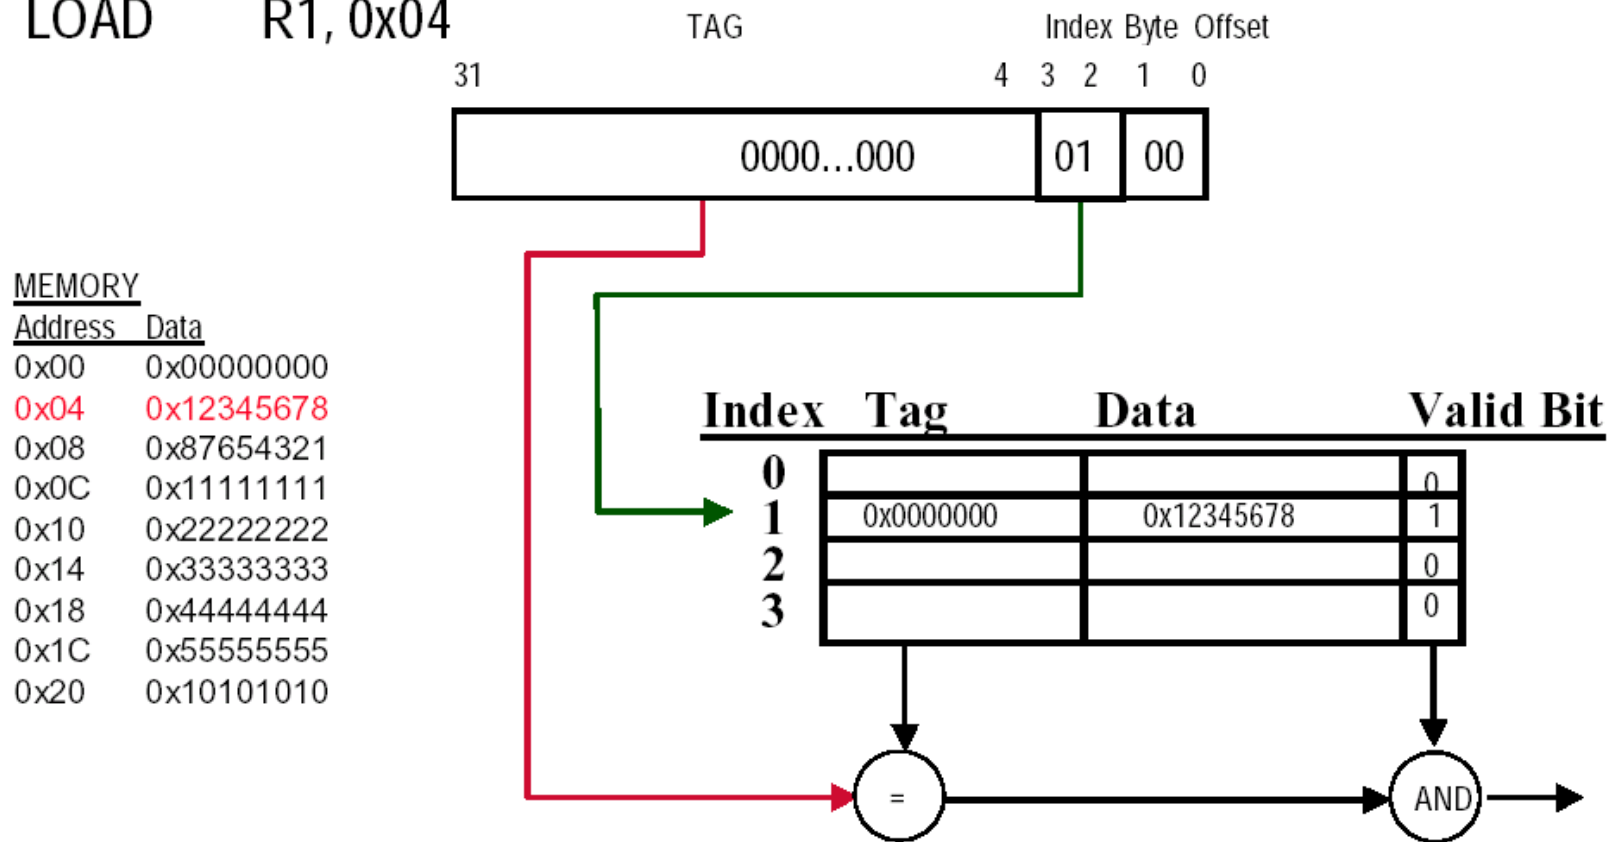 LOAD R1, 0x04
TAG Index Byte Offset
31 4 3 2 1 0
0000...000 01 00
MEMORY
Address Data
0x00 0x00000000
0x04 0x12345678
0x08 0x87654321
0x0C 0x11111111
0x10 0x22222222
0x14 0x33333333
0x18 0x44444444
0x1C 0x55555555
0x20 0x10101010
Index Tag Data Valid Bit
0 0
1 0x0000000 0x12345678 1
2 0
3 0
= AND